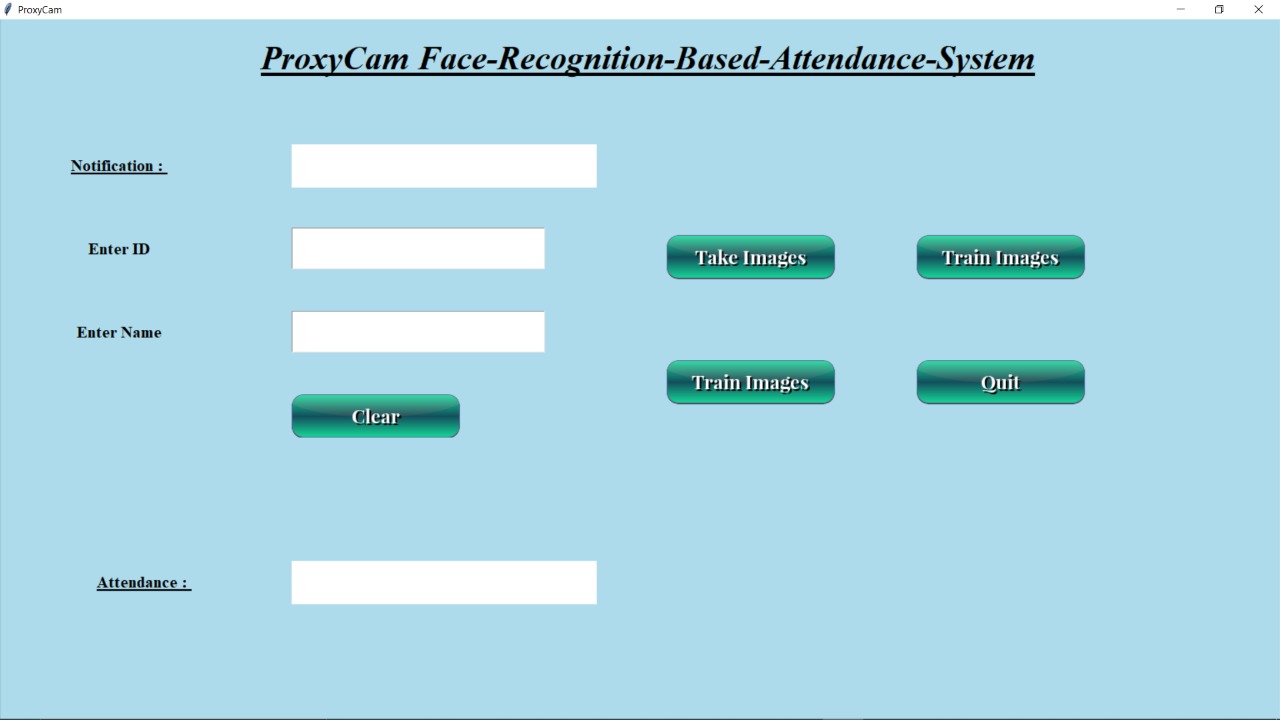 ProxyCam
ProxyCam Face-Recognition-Based-Attendance-System
Notification :
Enter ID
Take Images
Train Images
Enter Name
Train Images
Quit
Clear
Attendance :